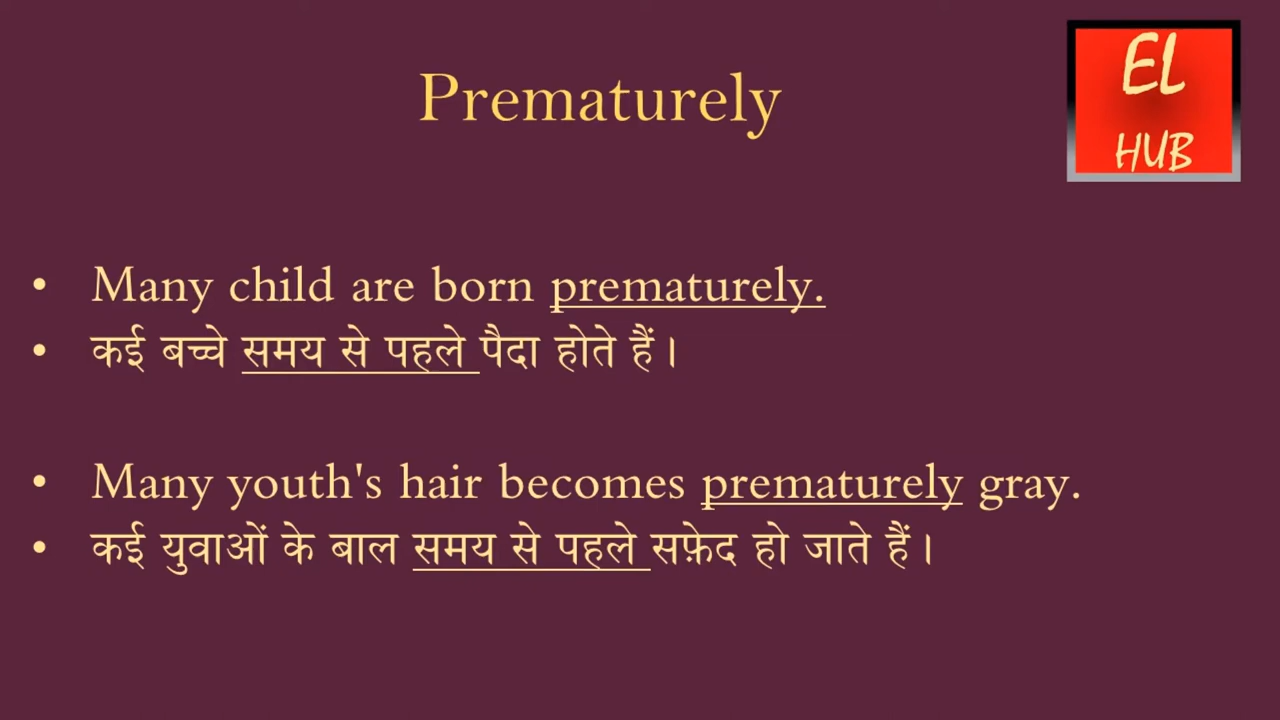 Prematurely
EL
HUB
• Many child are born prematurely.
• कई बच्चे समय से पहले पैदा होते हैं।
• Many youth's hair becomes prematurely gray.
• कई युवाओं के बाल समय से पहले सफ़ेद हो जाते हैं।